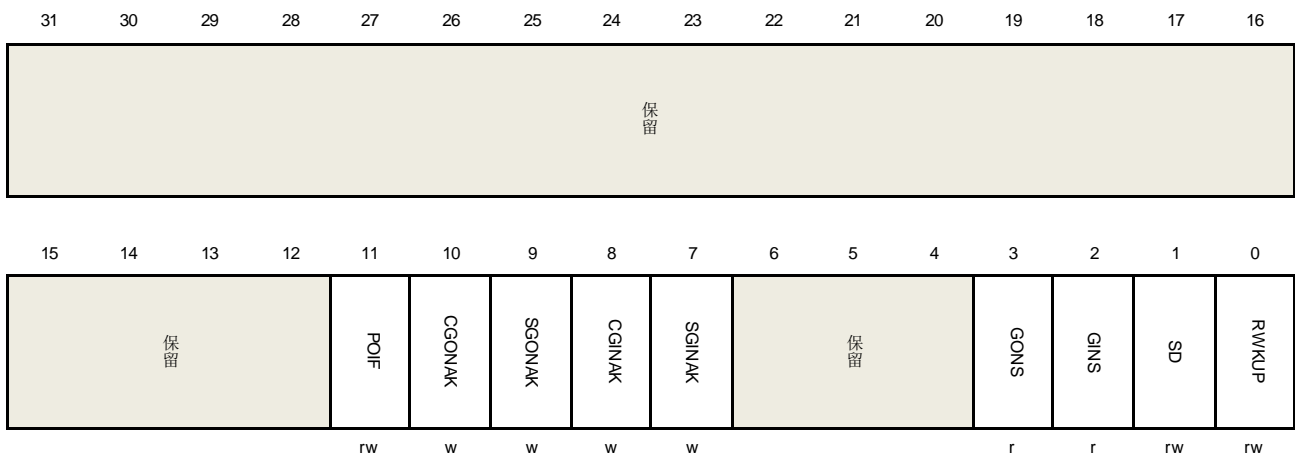 31 30 29 28 27 26 25 24 23 22 21 20 19 18 17 16
保留
15 14 13 12 11 10 9 8 7 6 5 4 3 2 1 0
保留 POIF CGONAK SGONAK CGINAK SGINAK 保留 GONS GINS SD RWKUP
rw w w w w r r rw rw